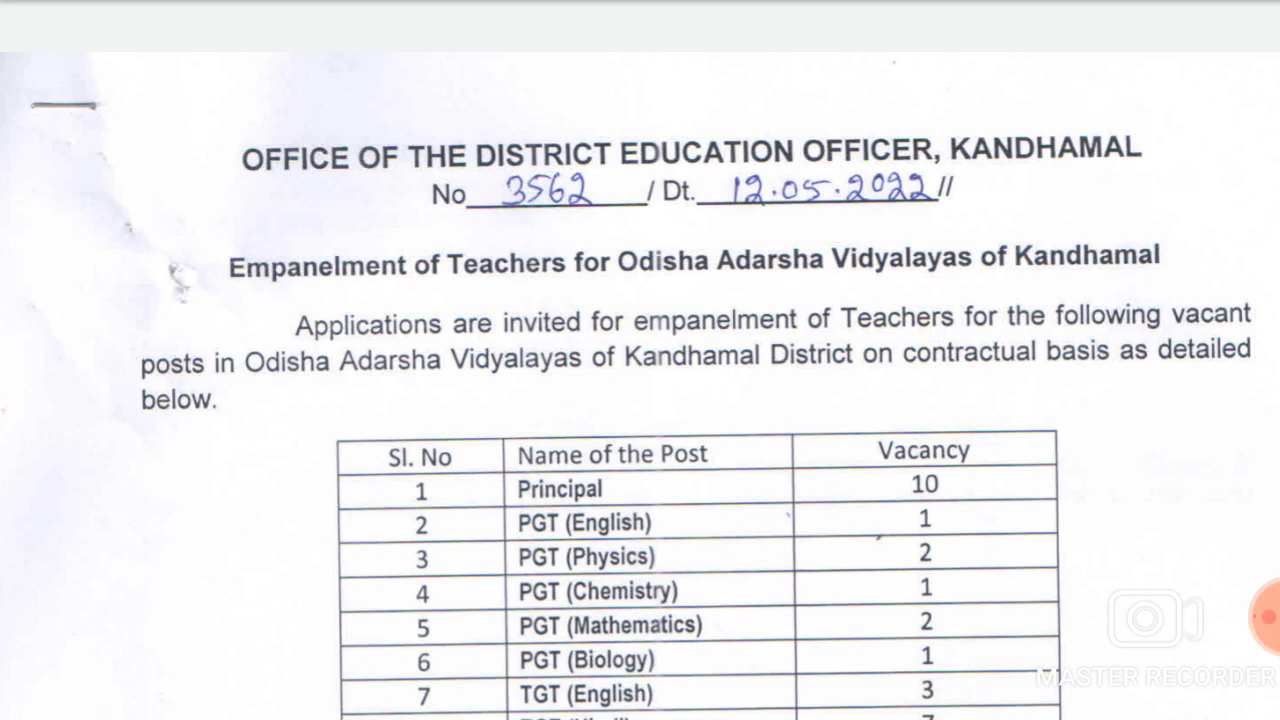 OFFICE OF THE DISTRICT EDUCATION OFFICER, KANDHAMAL
No 3562 / Dt. 12.05.2022 //
Empanelment of Teachers for Odisha Adarsha Vidyalayas of Kandhamal
Applications are invited for empanelment of Teachers for the following vacant
posts in Odisha Adarsha Vidyalayas of Kandhamal District on contractual basis as detailed
below.
Sl. No Name of the Post Vacancy
1 Principal 10
2 PGT (English) 1
3 PGT (Physics) 2
4 PGT (Chemistry) 1
5 PGT (Mathematics) 2
6 PGT (Biology) 1
7 TGT (English) 3
MASTER RECORDER